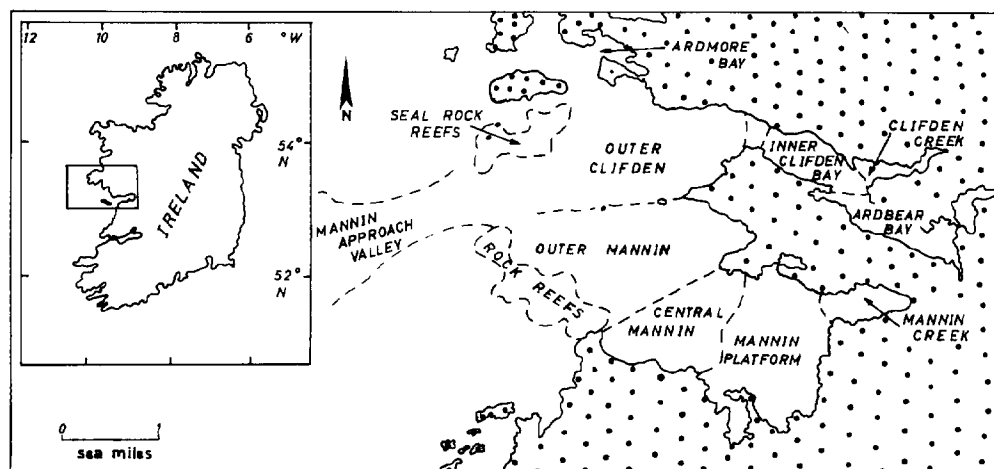 12 10 8 6 ° W
54
N
52
N
IRELAND
N
0 1
sea miles
ARDMORE
BAY
SEAL ROCK
REEFS
OUTER
CLIFDEN
INNER
CLIFDEN
BAY
CLIFDEN
CREEK
ARDBEAR
BAY
MANNIN
APPROACH
VALLEY
OUTER MANNIN
ROCK REEFS
CENTRAL
MANNIN
MANNIN
PLATFORM
MANNIN
CREEK